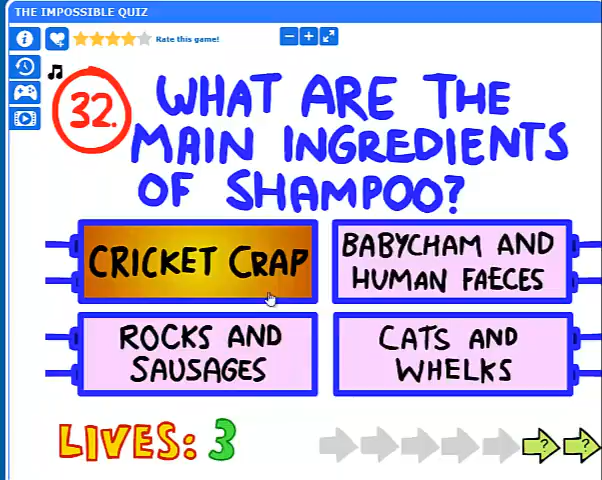 THE IMPOSSIBLE QUIZ
Rate this game!
32.
WHAT ARE THE
MAIN INGREDIENTS
OF SHAMPOO?
CRICKET CRAP
BABYCHAM AND
HUMAN FAECES
ROCKS AND
SAUSAGES
CATS AND
WHELKS
LIVES: 3
? ?